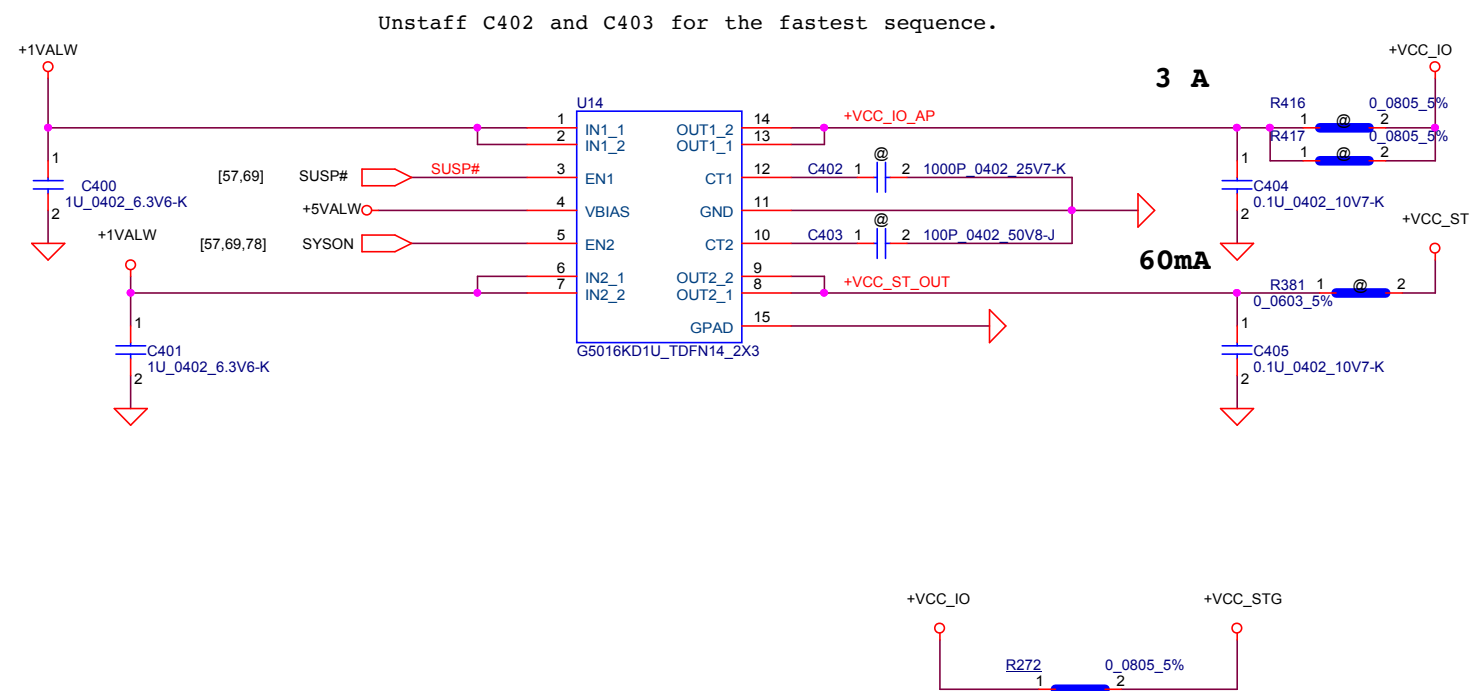 Unstaff C402 and C403 for the fastest sequence.
+1VALW
+VCC_IO
3 A
U14
R416 0_0805_5%
1 IN1_1 OUT1_2 14 +VCC_IO_AP
1 @ 2
2 IN1_2 OUT1_1 13
R417 0_0805_5%
1 @ 2
1
C400
1U_0402_6.3V6-K
2
[57,69] SUSP# SUSP# 3 EN1 CT1 12 C402 1 @ 2 1000P_0402_25V7-K
1
C404
0.1U_0402_10V7-K
2
+5VALW 4 VBIAS GND 11
+VCC_ST
+1VALW
[57,69,78] SYSON 5 EN2 CT2 10 C403 1 @ 2 100P_0402_50V8-J
60mA
6 IN2_1 OUT2_2 9 +VCC_ST_OUT
7 IN2_2 OUT2_1 8
R381 1 @ 2
0_0603_5%
GPAD 15
G5016KD1U_TDFN14_2X3
1
C401
1U_0402_6.3V6-K
2
1
C405
0.1U_0402_10V7-K
2
+VCC_IO +VCC_STG
R272 0_0805_5%
1 2